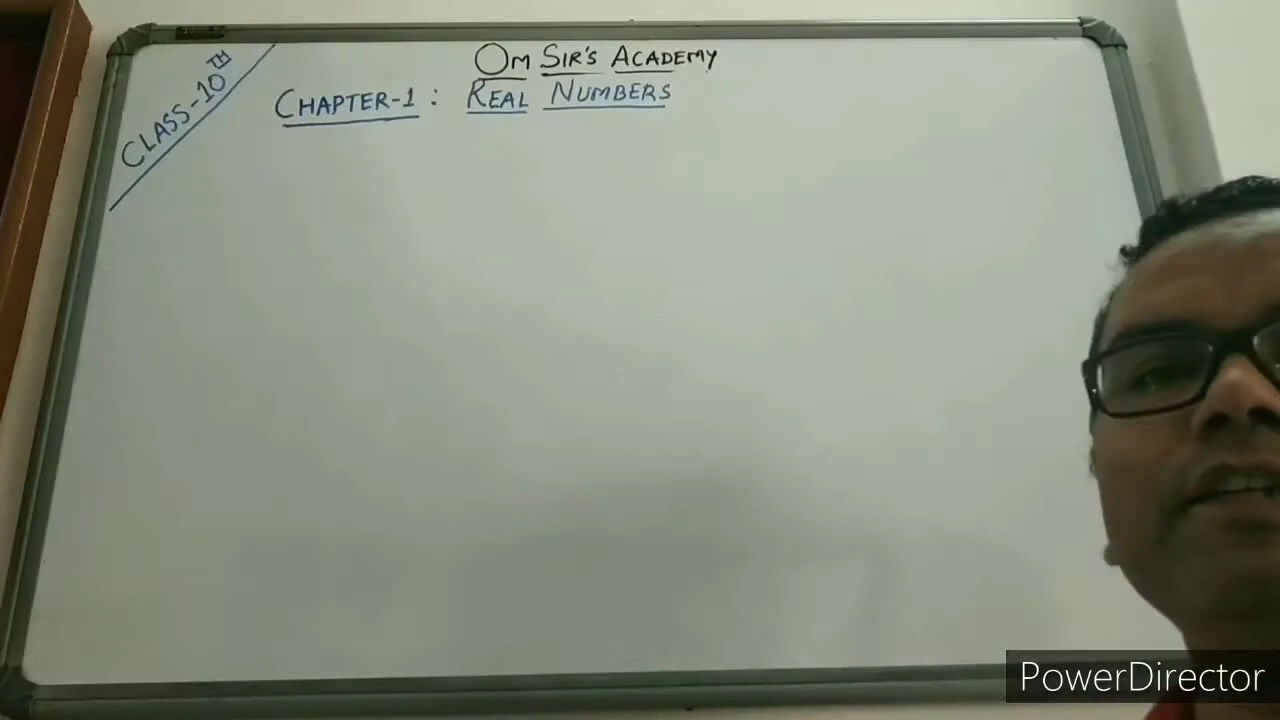 OM SIR'S ACADEMY
CLASS-10TH
CHAPTER-1: REAL NUMBERS
PowerDirector